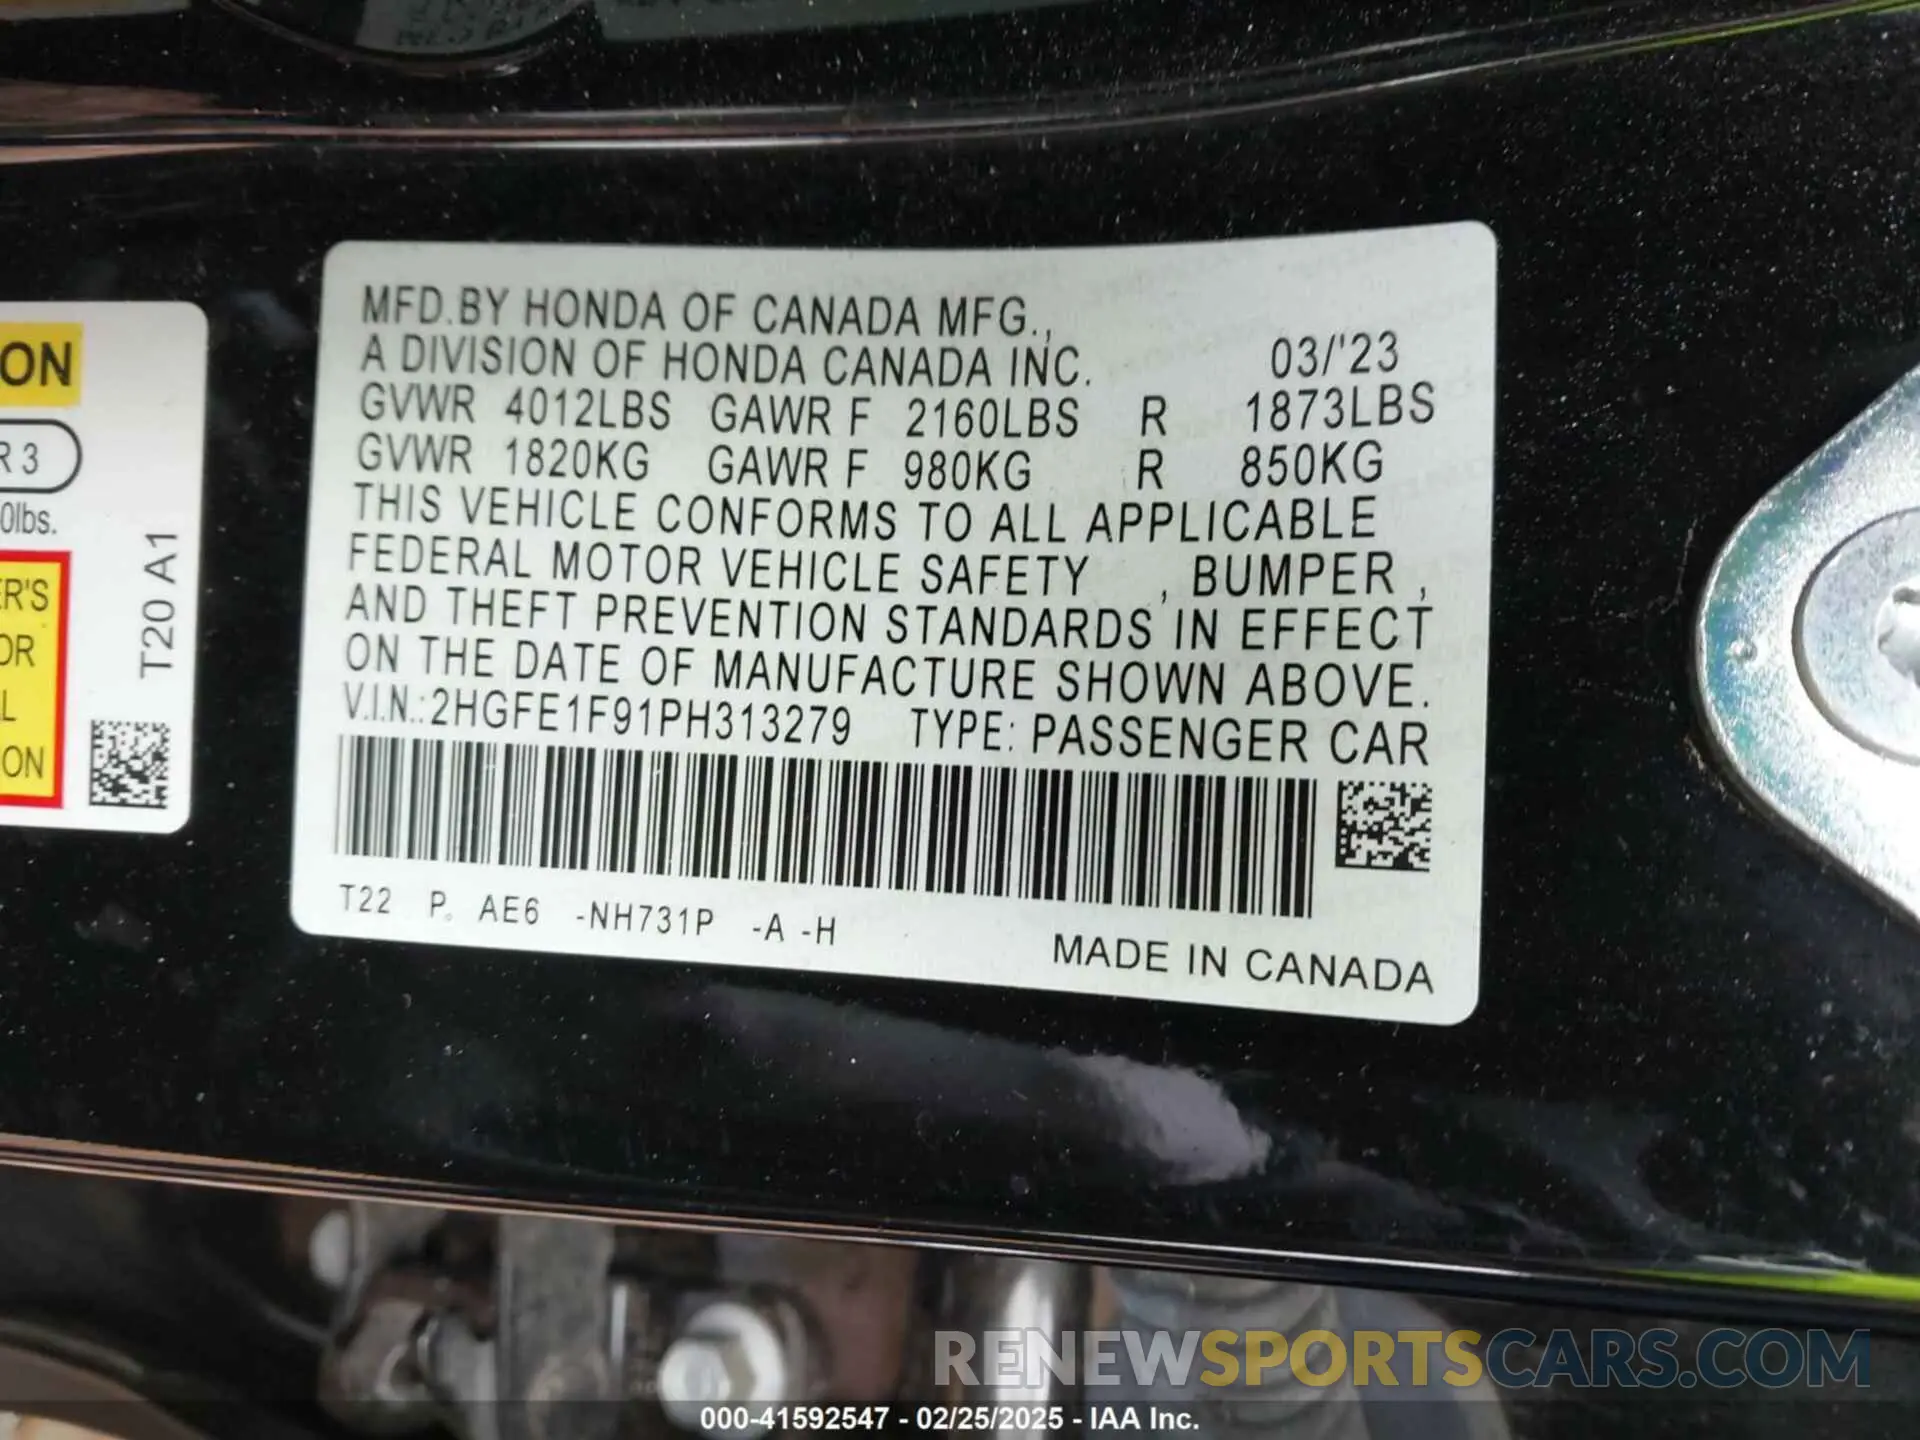 MFD.BY HONDA OF CANADA MFG.,
A DIVISION OF HONDA CANADA INC. 03/'23
GVWR 4012LBS GAWR F 2160LBS R 1873LBS
GVWR 1820KG GAWR F 980KG R 850KG
THIS VEHICLE CONFORMS TO ALL APPLICABLE
FEDERAL MOTOR VEHICLE SAFETY , BUMPER ,
AND THEFT PREVENTION STANDARDS IN EFFECT
ON THE DATE OF MANUFACTURE SHOWN ABOVE.
V.I.N.:2HGFE1F91PH313279 TYPE: PASSENGER CAR
T22 P. AE6 -NH731P -A -H
MADE IN CANADA
ON
R 3
0lbs.
ER'S
OR
L
ON
T20 A1
RENEWSPORTSCARS.COM
000-41592547 - 02/25/2025 - IAA Inc.